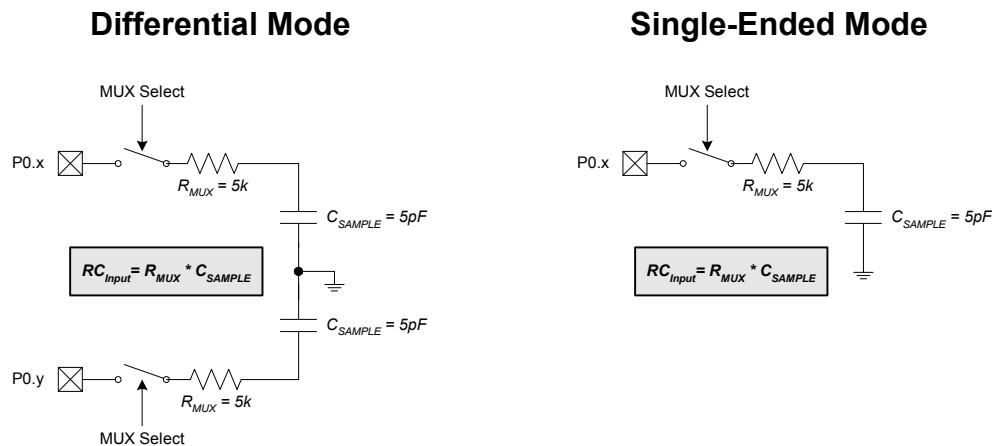 Differential Mode
MUX Select
P0.x
R_MUX = 5k
C_SAMPLE = 5pF
RC_Input= R_MUX * C_SAMPLE
C_SAMPLE = 5pF
P0.y
R_MUX = 5k
MUX Select
Single-Ended Mode
MUX Select
P0.x
R_MUX = 5k
C_SAMPLE = 5pF
RC_Input= R_MUX * C_SAMPLE